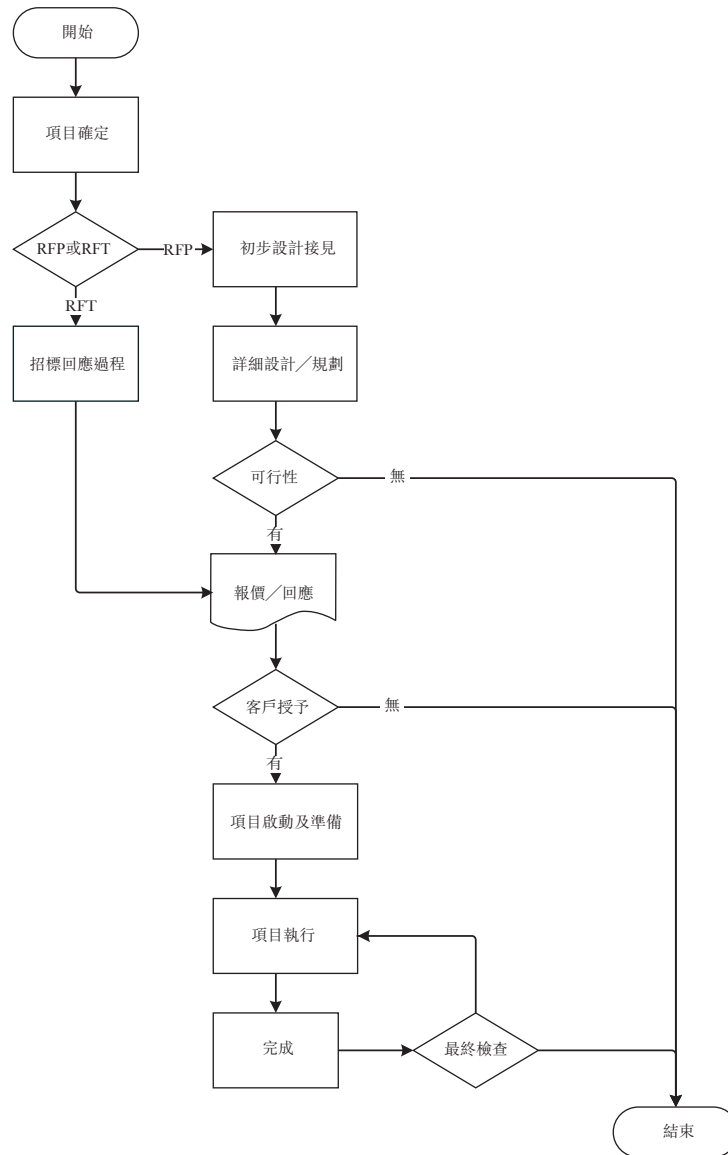 開始
項目確定
RFP或RFT
RFP
初步設計接見
RFT
招標回應過程
詳細設計／規劃
可行性
無
有
報價／回應
客戶授予
無
有
項目啟動及準備
項目執行
完成
最終檢查
結束